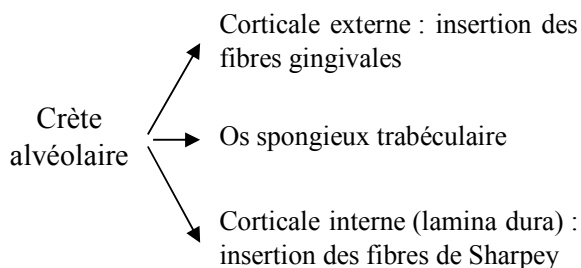 Crète
alvéolaire
Corticale externe : insertion des
fibres gingivales
Os spongieux trabéculaire
Corticale interne (lamina dura) :
insertion des fibres de Sharpey